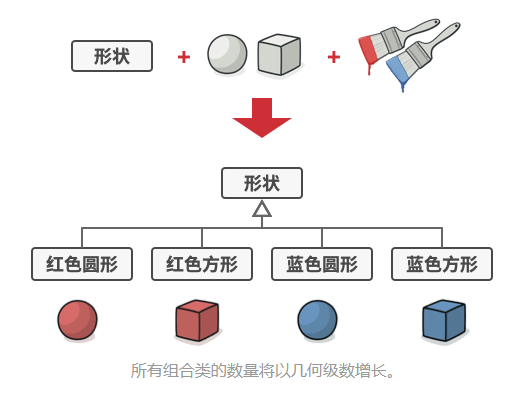 形状
形状
红色圆形
红色方形
蓝色圆形
蓝色方形
所有组合类的数量将以几何级数增长。